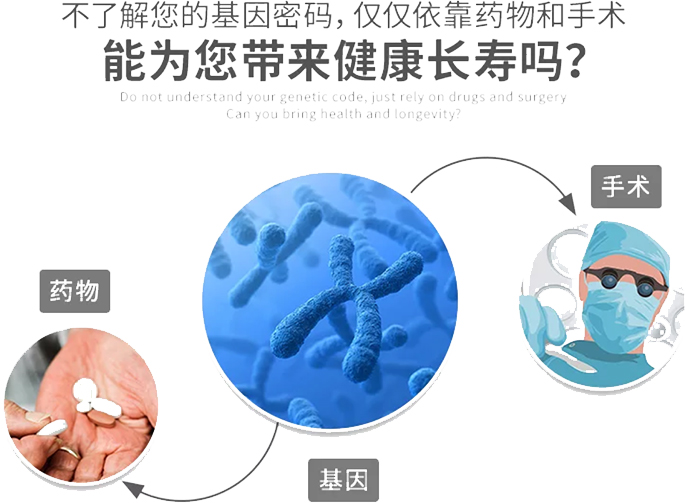 不了解您的基因密码，仅仅依靠药物和手术
能为您带来健康长寿吗？
Do not understand your genetic code, just rely on drugs and surgery
Can you bring health and longevity?
手术
药物
基因